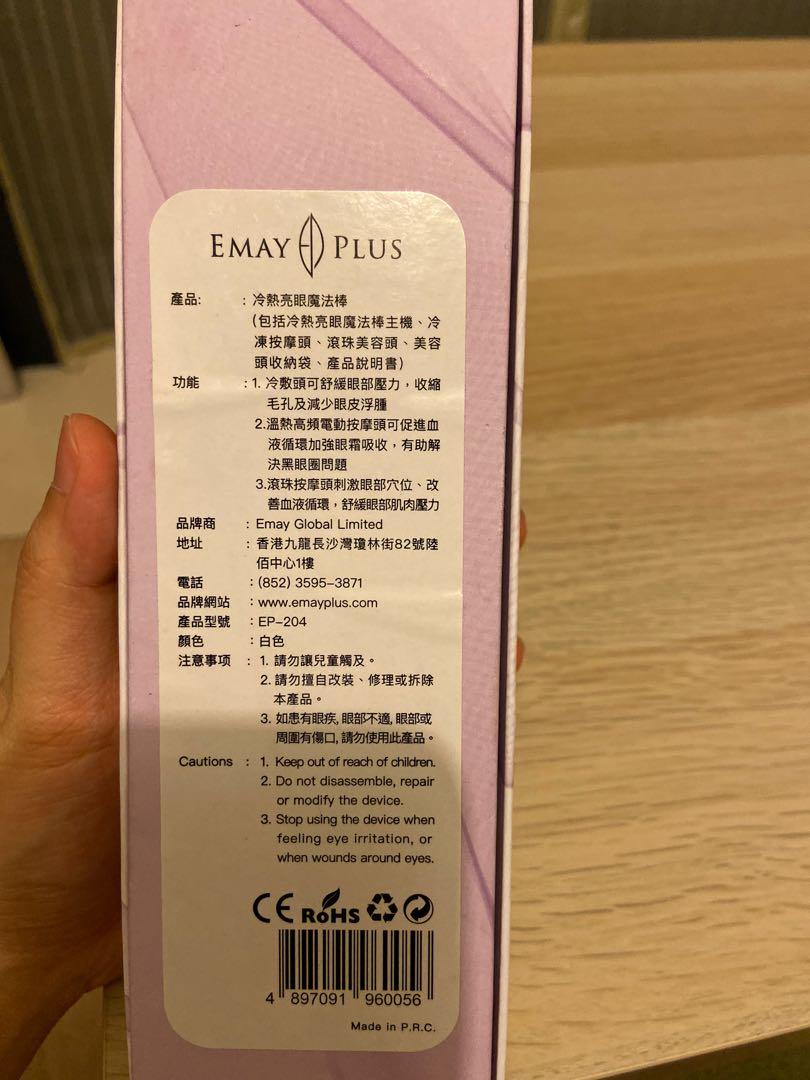 EMAY PLUS
產品: : 冷熱亮眼魔法棒
(包括冷熱亮眼魔法棒主機、冷
凍按摩頭、滾珠美容頭、美容
頭收納袋、產品說明書)
功能 : 1. 冷敷頭可舒緩眼部壓力，收縮
毛孔及減少眼皮浮腫
2.溫熱高頻電動按摩頭可促進血
液循環加強眼霜吸收，有助解
決黑眼圈問題
3.滾珠按摩頭刺激眼部穴位、改
善血液循環，舒緩眼部肌肉壓力
品牌商 : Emay Global Limited
地址 : 香港九龍長沙灣瓊林街82號陸
佰中心1樓
電話 : (852) 3595-3871
品牌網站 : www.emayplus.com
產品型號 : EP-204
顏色 : 白色
注意事項 : 1. 請勿讓兒童觸及。
2. 請勿擅自改裝、修理或拆除
本產品。
3. 如患有眼疾, 眼部不適, 眼部或
周圍有傷口, 請勿使用此產品。
Cautions : 1. Keep out of reach of children.
2. Do not disassemble, repair
or modify the device.
3. Stop using the device when
feeling eye irritation, or
when wounds around eyes.
CE RoHS
4 897091 960056
Made in P.R.C.